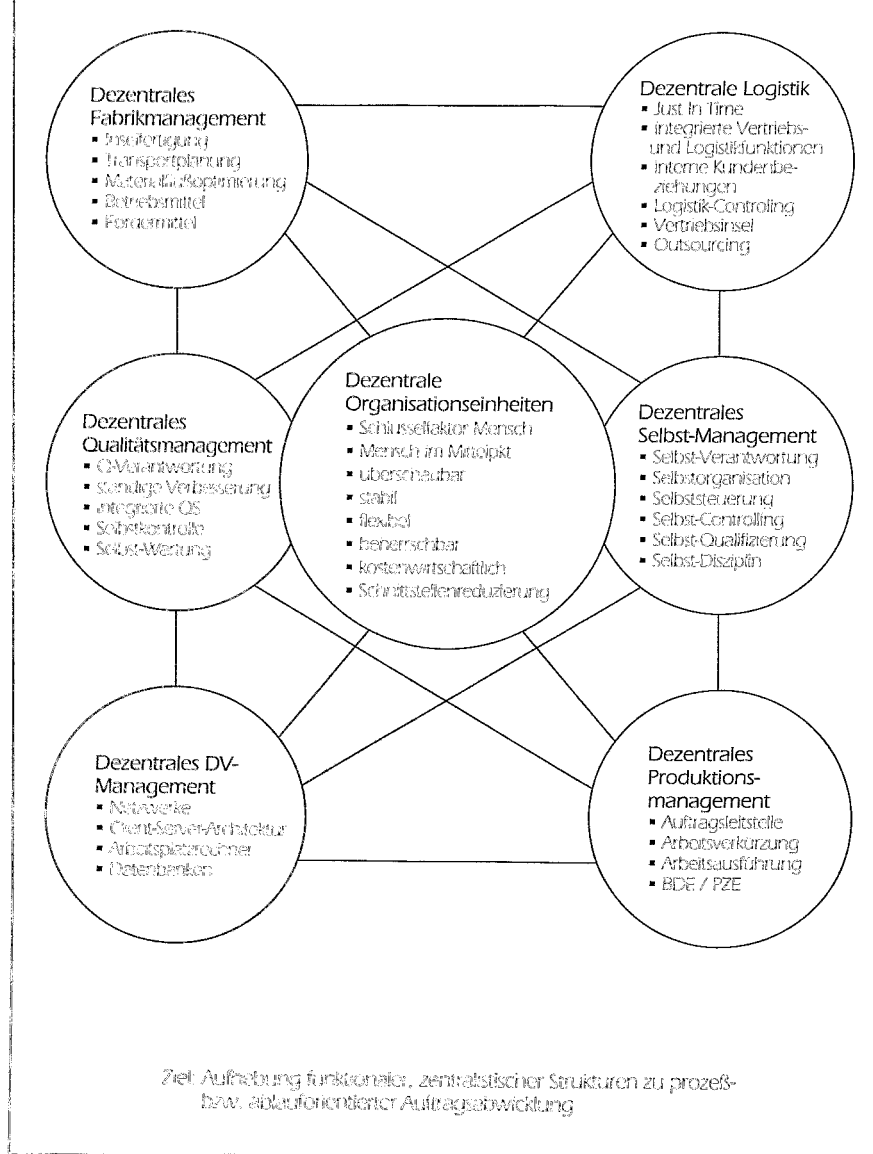 Dezentrales
Fabrikmanagement
▪ Inselfertigung
▪ Transportplanung
▪ Materialflußoptimierung
▪ Betriebsmittel
▪ Fördermittel
Dezentrale Logistik
▪ Just In Time
▪ integrierte Vertriebs-
und Logistikfunktionen
▪ interne Kundenbe-
ziehungen
▪ Logistik-Controling
▪ Vertriebsinsel
▪ Outsourcing
Dezentrales
Qualitätsmanagement
▪ Q-Verantwortung
▪ ständige Verbesserung
▪ integrierte QS
▪ Selbstkontrolle
▪ Selbst-Wartung
Dezentrale
Organisationseinheiten
▪ Schlüsselfaktor Mensch
▪ Mensch im Mittelpkt
▪ überschaubar
▪ stabil
▪ flexibel
▪ beherrschbar
▪ kostenwirtschaftlich
▪ Schnittstellenreduzierung
Dezentrales
Selbst-Management
▪ Selbst-Verantwortung
▪ Selbstorganisation
▪ Selbststeuerung
▪ Selbst-Controlling
▪ Selbst-Qualifizierung
▪ Selbst-Disziplin
Dezentrales DV-
Management
▪ Netzwerke
▪ Client-Server-Architektur
▪ Arbeitsplatzrechner
▪ Datenbanken
Dezentrales
Produktions-
management
▪ Auftragsleitstelle
▪ Arbeitsverkürzung
▪ Arbeitsausführung
▪ BDE / PZE
Ziel: Aufhebung funktionaler, zentralistischer Strukturen zu prozeß-
bzw. ablauforientierter Auftragsabwicklung